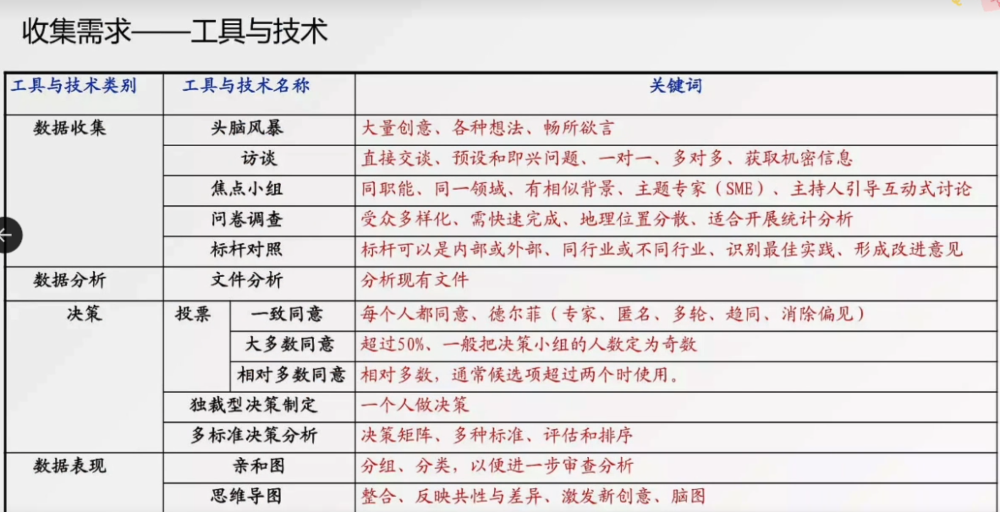 收集需求——工具与技术
工具与技术类别 工具与技术名称 关键词
数据收集 头脑风暴 大量创意、各种想法、畅所欲言
访谈 直接交谈、预设和即兴问题、一对一、多对多、获取机密信息
焦点小组 同职能、同一领域、有相似背景、主题专家（SME）、主持人引导互动式讨论
问卷调查 受众多样化、需快速完成、地理位置分散、适合开展统计分析
标杆对照 标杆可以是内部或外部、同行业或不同行业、识别最佳实践、形成改进意见
数据分析 文件分析 分析现有文件
决策 投票 一致同意 每个人都同意、德尔菲（专家、匿名、多轮、趋同、消除偏见）
大多数同意 超过50%、一般把决策小组的人数定为奇数
相对多数同意 相对多数，通常候选项超过两个时使用。
独裁型决策制定 一个人做决策
多标准决策分析 决策矩阵、多种标准、评估和排序
数据表现 亲和图 分组、分类，以便进一步审查分析
思维导图 整合、反映共性与差异、激发新创意、脑图